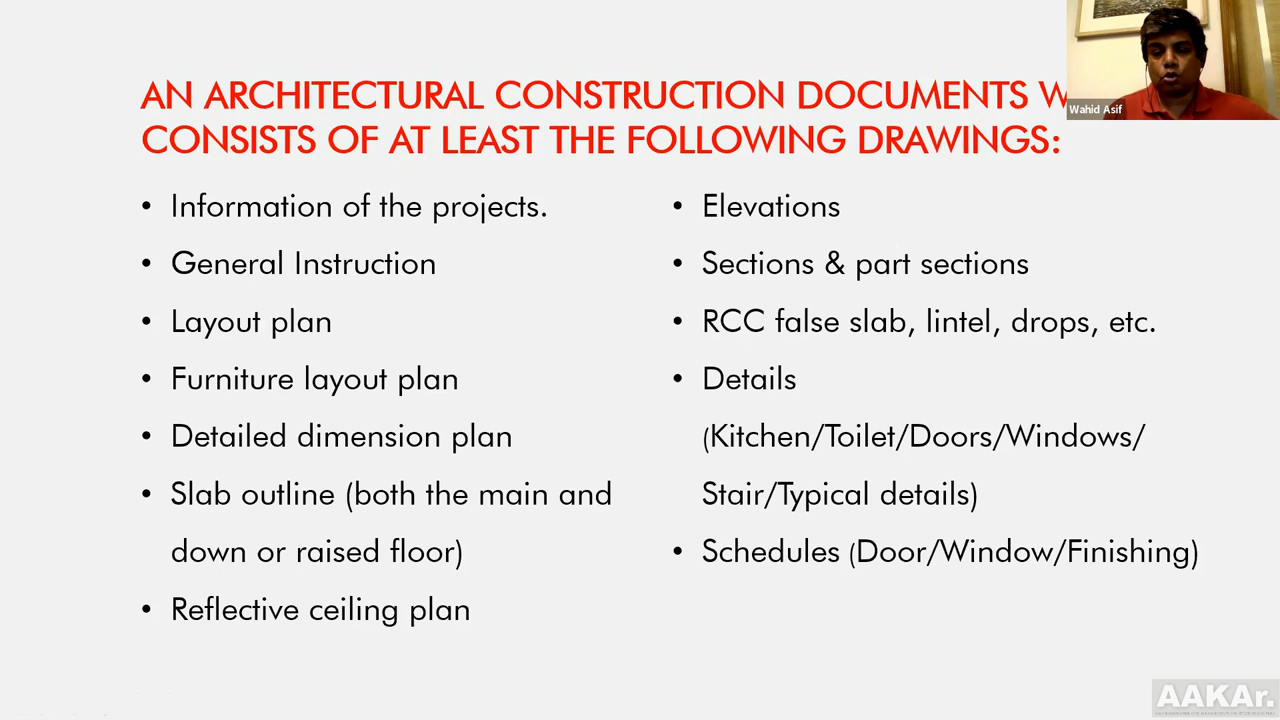 AN ARCHITECTURAL CONSTRUCTION DOCUMENTS
CONSISTS OF AT LEAST THE FOLLOWING DRAWINGS:
• Information of the projects.
• General Instruction
• Layout plan
• Furniture layout plan
• Detailed dimension plan
• Slab outline (both the main and
down or raised floor)
• Reflective ceiling plan
• Elevations
• Sections & part sections
• RCC false slab, lintel, drops, etc.
• Details
(Kitchen/Toilet/Doors/Windows/
Stair/Typical details)
• Schedules (Door/Window/Finishing)
Wahid Asif
AAKAr.